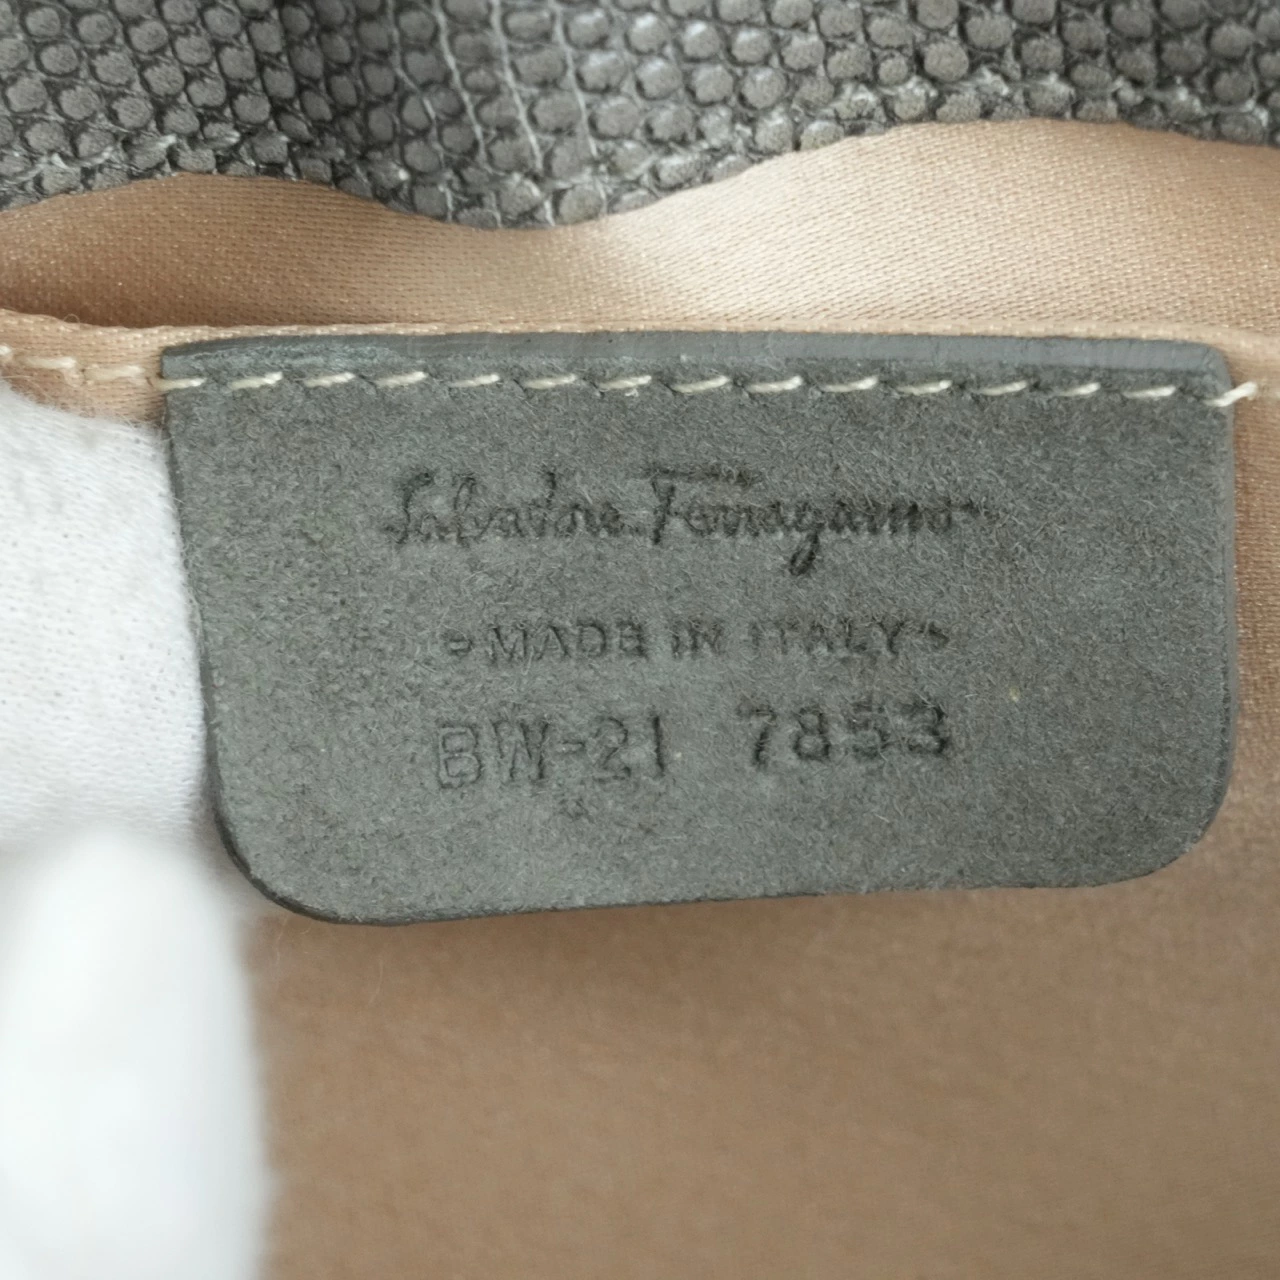 Salvatore Ferragamo
-MADE IN ITALY-
BW-21 7853